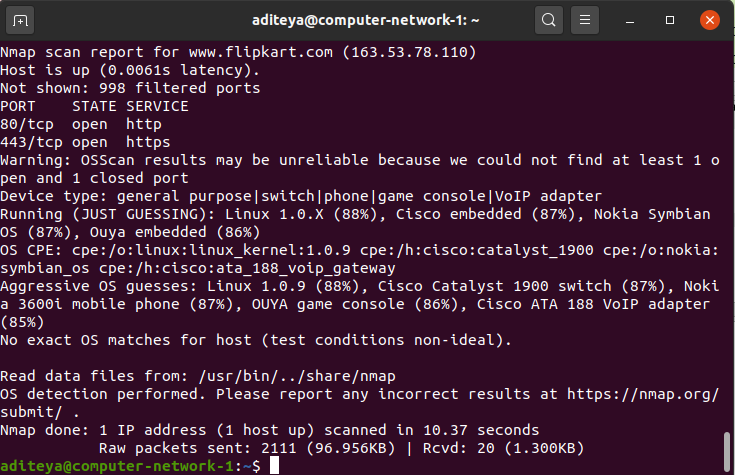 aditeya@computer-network-1: ~
Nmap scan report for www.flipkart.com (163.53.78.110)
Host is up (0.0061s latency).
Not shown: 998 filtered ports
PORT    STATE SERVICE
80/tcp  open  http
443/tcp open  https
Warning: OSScan results may be unreliable because we could not find at least 1 o
pen and 1 closed port
Device type: general purpose|switch|phone|game console|VoIP adapter
Running (JUST GUESSING): Linux 1.0.X (88%), Cisco embedded (87%), Nokia Symbian
OS (87%), Ouya embedded (86%)
OS CPE: cpe:/o:linux:linux_kernel:1.0.9 cpe:/h:cisco:catalyst_1900 cpe:/o:nokia:
symbian_os cpe:/h:cisco:ata_188_voip_gateway
Aggressive OS guesses: Linux 1.0.9 (88%), Cisco Catalyst 1900 switch (87%), Noki
a 3600i mobile phone (87%), OUYA game console (86%), Cisco ATA 188 VoIP adapter
(85%)
No exact OS matches for host (test conditions non-ideal).
Read data files from: /usr/bin/../share/nmap
OS detection performed. Please report any incorrect results at https://nmap.org/
submit/ .
Nmap done: 1 IP address (1 host up) scanned in 10.37 seconds
           Raw packets sent: 2111 (96.956KB) | Rcvd: 20 (1.300KB)
aditeya@computer-network-1:~$